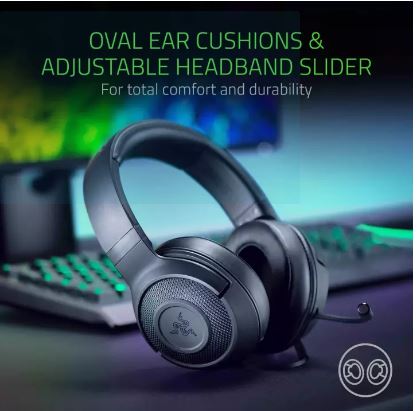 OVAL EAR CUSHIONS &
ADJUSTABLE HEADBAND SLIDER
For total comfort and durability